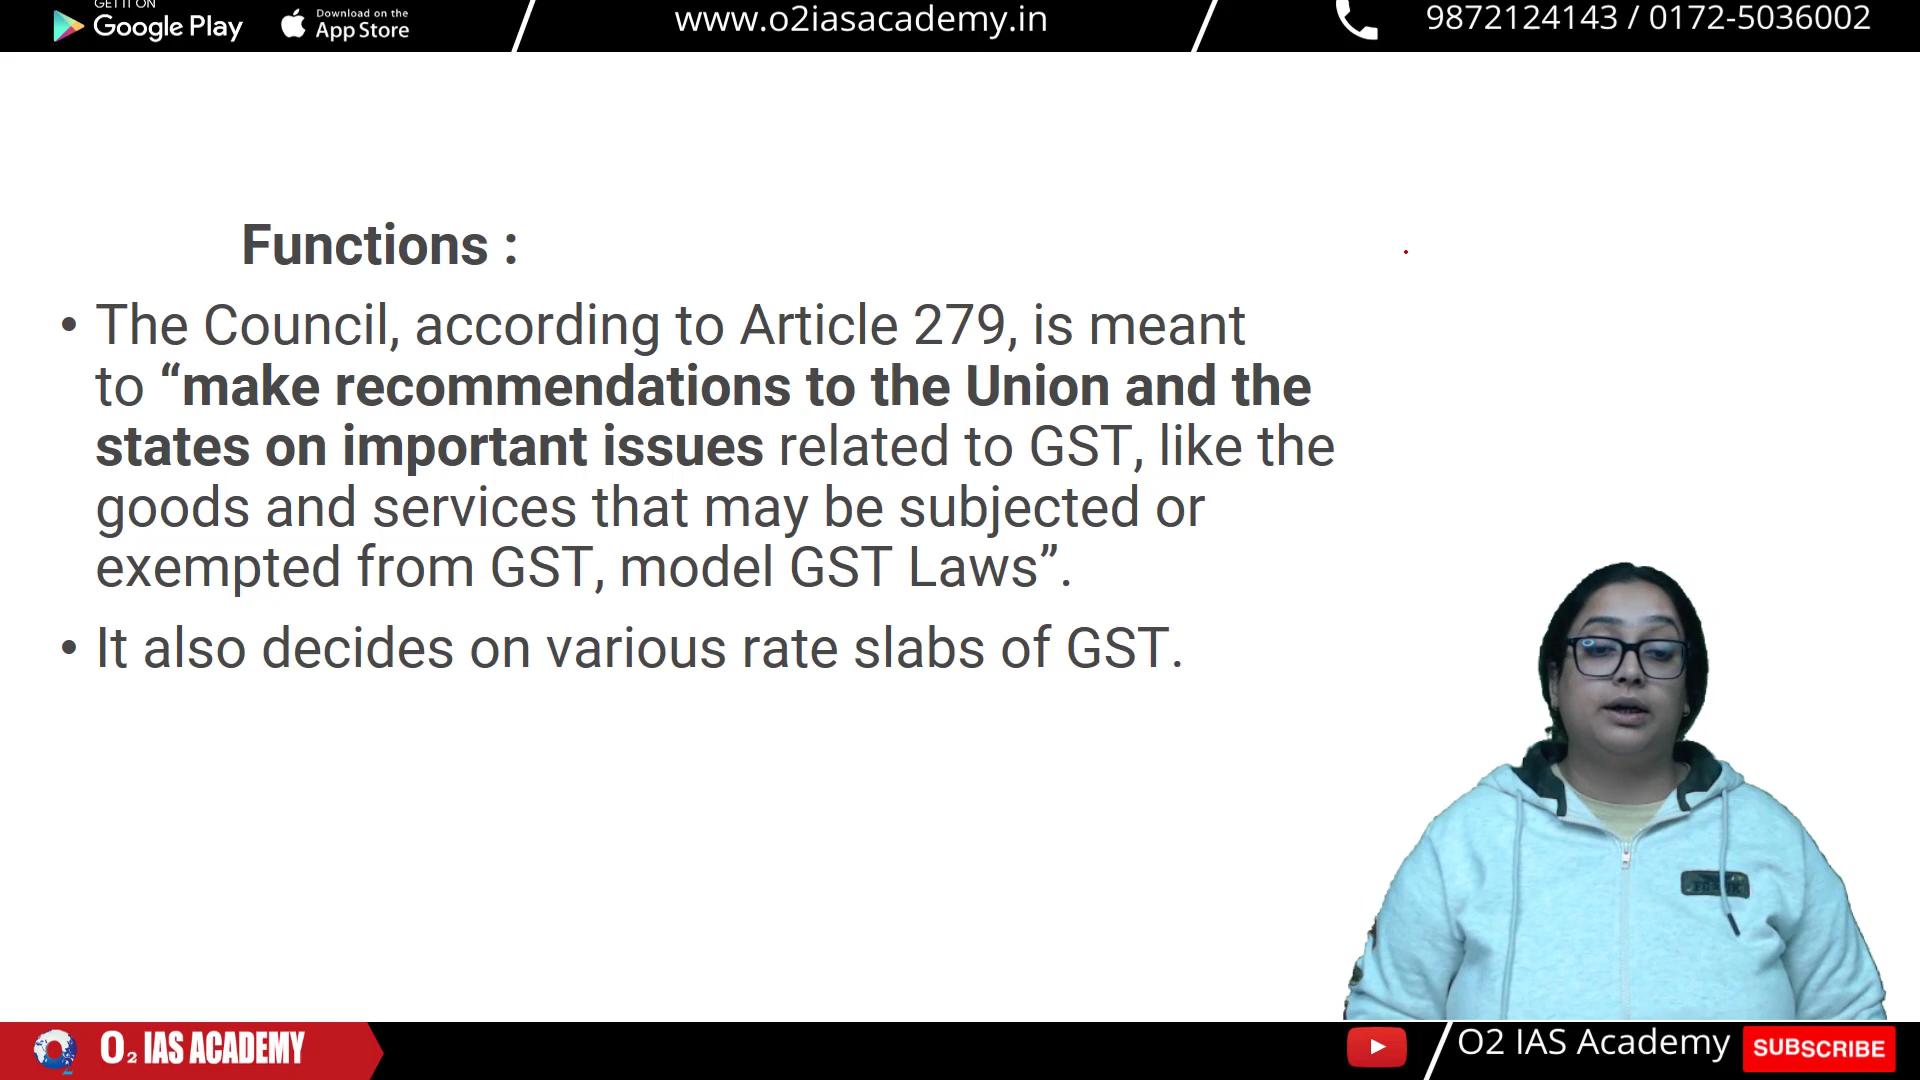 GET IT ON
Google Play
Download on the
App Store
www.o2iasacademy.in
9872124143 / 0172-5036002
Functions :
• The Council, according to Article 279, is meant
to “make recommendations to the Union and the
states on important issues related to GST, like the
goods and services that may be subjected or
exempted from GST, model GST Laws”.
• It also decides on various rate slabs of GST.
O2 IAS ACADEMY
O2 IAS Academy
SUBSCRIBE